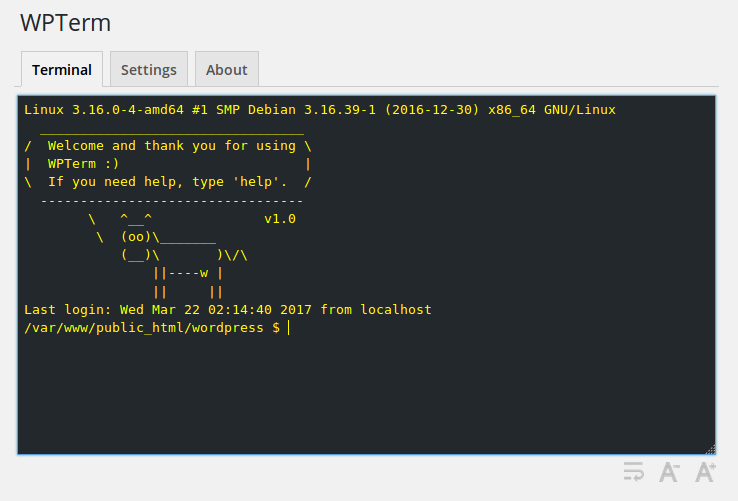 WPTerm
Terminal Settings About
Linux 3.16.0-4-amd64 #1 SMP Debian 3.16.39-1 (2016-12-30) x86_64 GNU/Linux
  _________________________________
/  Welcome and thank you for using \
|  WPTerm :)                       |
\  If you need help, type 'help'.  /
  ---------------------------------
        \   ^__^              v1.0
         \  (oo)\_______
            (__)\       )\/\
                ||----w |
                ||     ||
Last login: Wed Mar 22 02:14:40 2017 from localhost
/var/www/public_html/wordpress $
A- A+